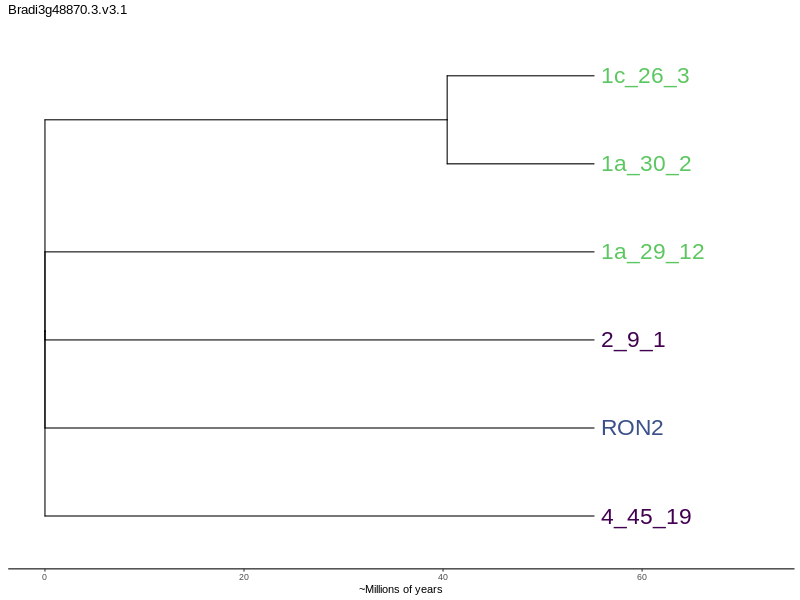 Bradi3g48870.3.v3.1
1c_26_3
1a_30_2
1a_29_12
2_9_1
RON2
4_45_19
0 20 40 60
~Millions of years